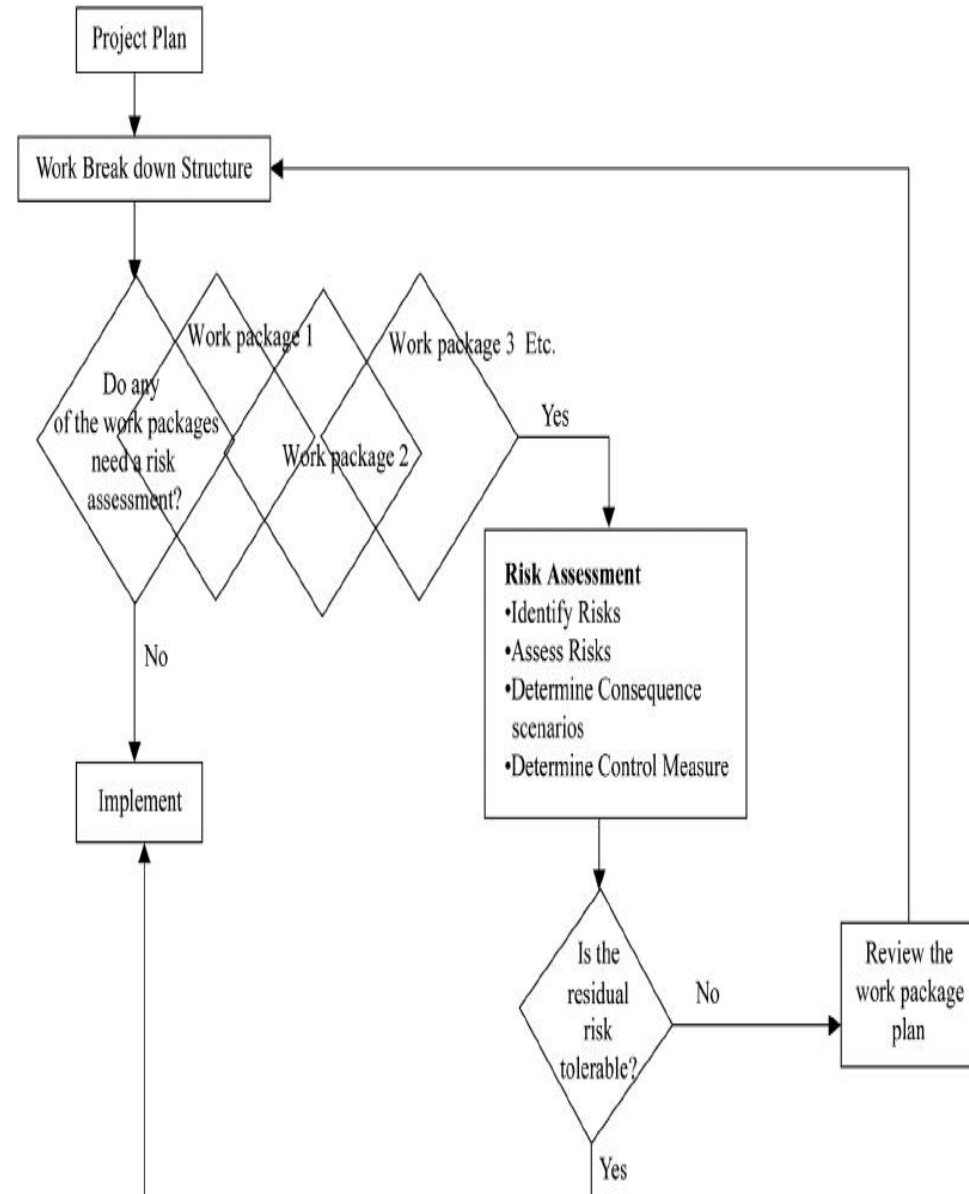 Project Plan
Work Break down Structure
Work package 1
Work package 3  Etc.
Do any
of the work packages
need a risk
assessment?
Work package 2
Yes
No
Risk Assessment
•Identify Risks
•Assess Risks
•Determine Consequence
scenarios
•Determine Control Measure
Implement
Is the
residual
risk
tolerable?
No
Review the
work package
plan
Yes